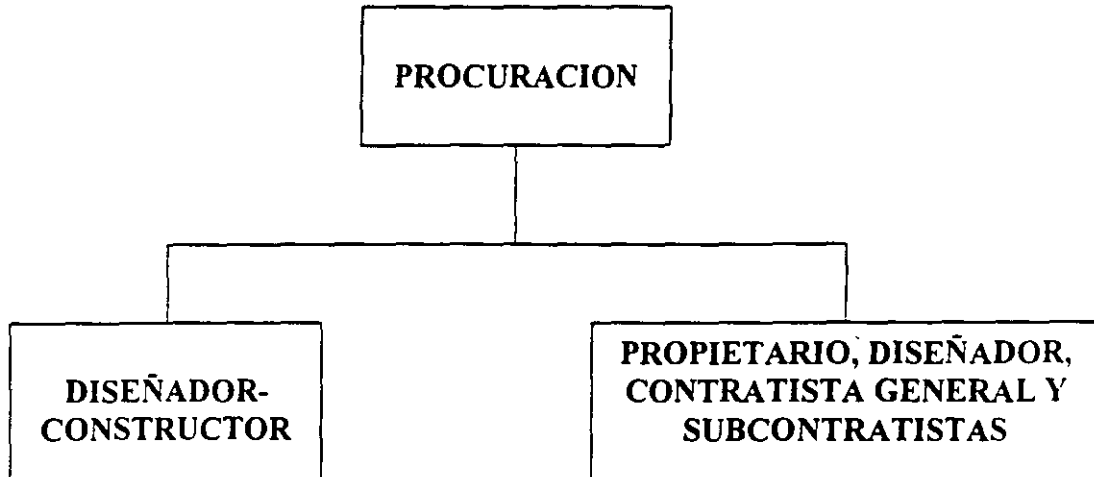 PROCURACION
DISEÑADOR-
CONSTRUCTOR
PROPIETARIO, DISEÑADOR,
CONTRATISTA GENERAL Y
SUBCONTRATISTAS